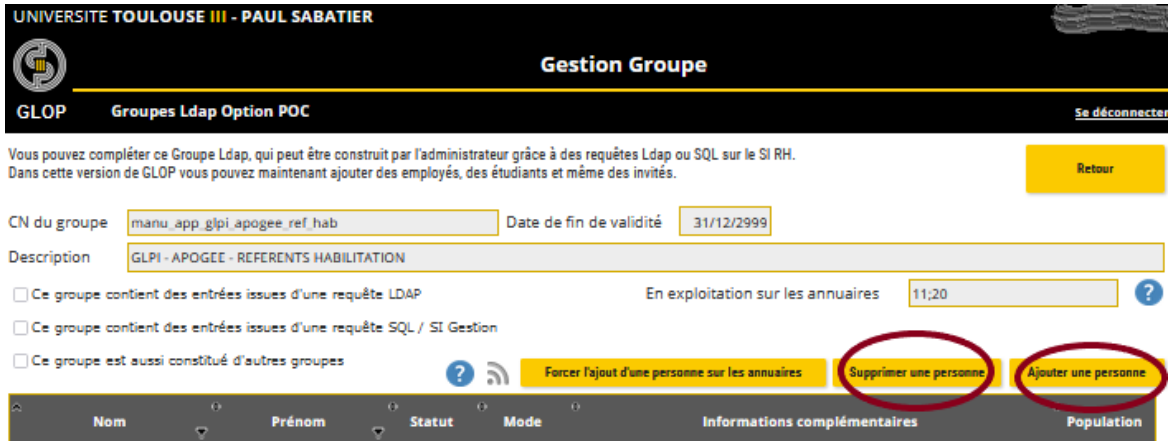 UNIVERSITE TOULOUSE III - PAUL SABATIER
Gestion Groupe
GLOP Groupes Ldap Option POC Se déconnecter
Vous pouvez compléter ce Groupe Ldap, qui peut être construit par l'administrateur grâce à des requêtes Ldap ou SQL sur le SI RH.
Dans cette version de GLOP vous pouvez maintenant ajouter des employés, des étudiants et même des invités.
Retour
CN du groupe manu_app_glpi_apogee_ref_hab Date de fin de validité 31/12/2999
Description GLPI - APOGEE - REFERENTS HABILITATION
Ce groupe contient des entrées issues d'une requête LDAP En exploitation sur les annuaires 11;20 ?
Ce groupe contient des entrées issues d'une requête SQL / SI Gestion
Ce groupe est aussi constitué d'autres groupes ? Forcer l'ajout d'une personne sur les annuaires Supprimer une personne Ajouter une personne
Nom Prénom Statut Mode Informations complémentaires Population